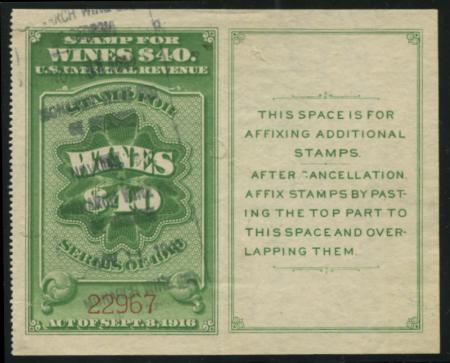 STAMP FOR
WINES $40.
U.S. INTERNAL REVENUE
STAMP FOR
WINES
$40
SERIES OF 1916
22967
ACT OF SEPT. 8, 1916
THIS SPACE IS FOR
AFFIXING ADDITIONAL
STAMPS.
AFTER CANCELLATION
AFFIX STAMPS BY PAST-
ING THE TOP PART TO
THIS SPACE AND OVER-
LAPPING THEM.